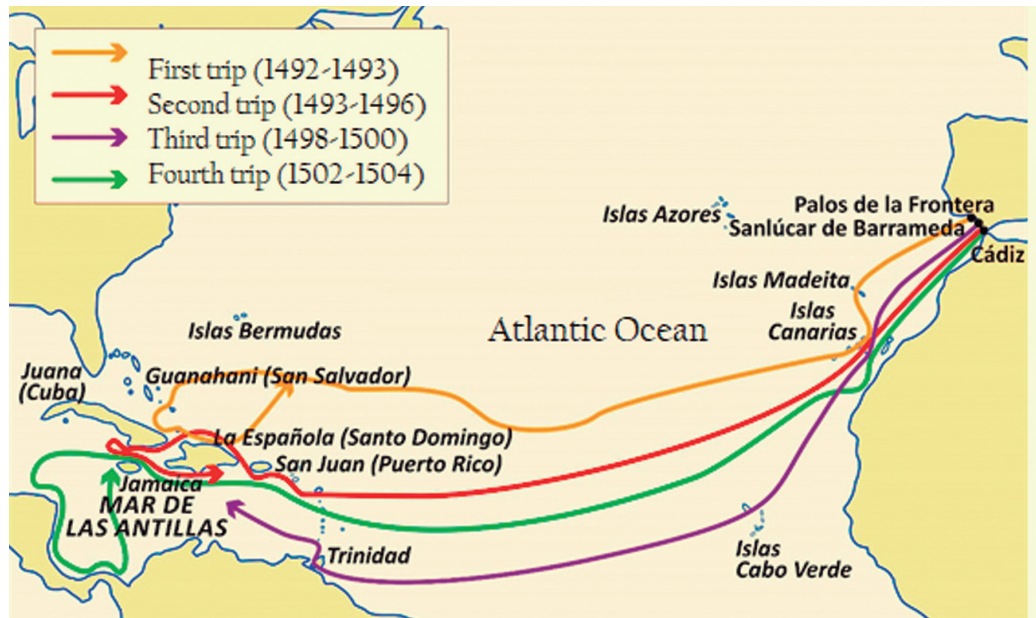 First trip (1492-1493)
Second trip (1493-1496)
Third trip (1498-1500)
Fourth trip (1502-1504)
Islas Azores
Palos de la Frontera
Sanlúcar de Barrameda
Cádiz
Islas Madeita
Islas
Canarias
Islas Bermudas
Atlantic Ocean
Juana
(Cuba)
Guanahani (San Salvador)
La Española (Santo Domingo)
San Juan (Puerto Rico)
Jamaica
MAR DE
LAS ANTILLAS
Trinidad
Islas
Cabo Verde